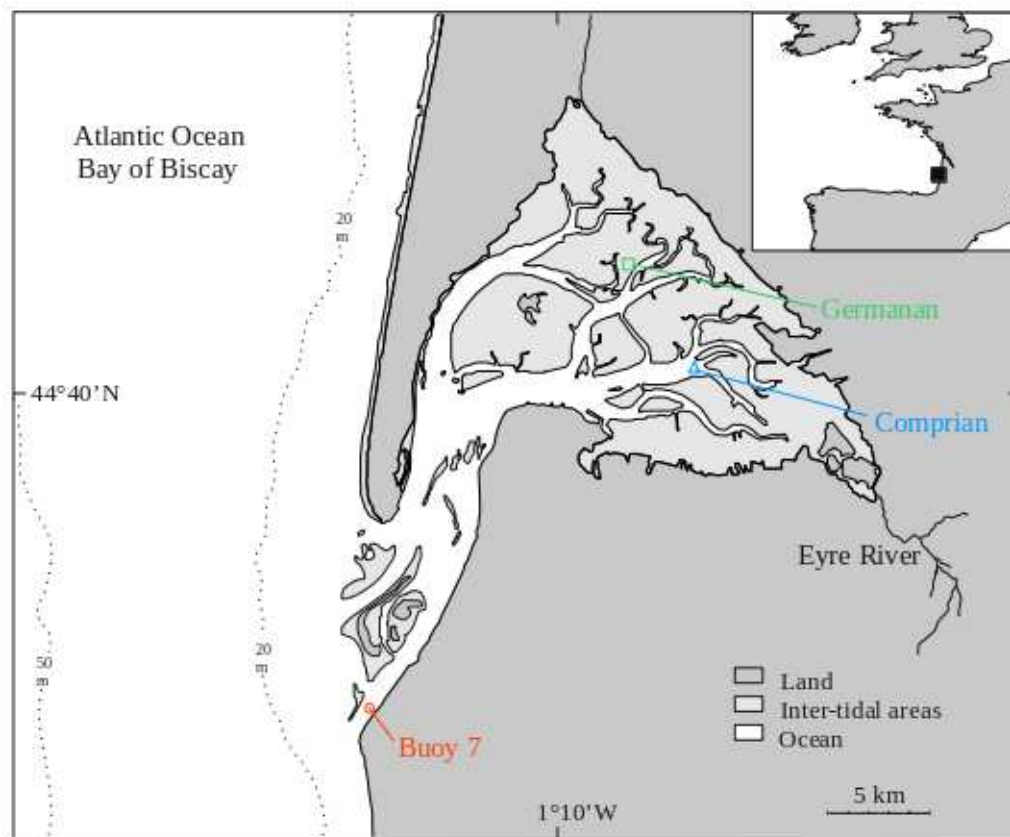 Atlantic Ocean
Bay of Biscay
20
m
Germanan
44°40’N
Comprian
Eyre River
50
m
20
m
Land
Inter-tidal areas
Ocean
Buoy 7
1°10’W
5 km